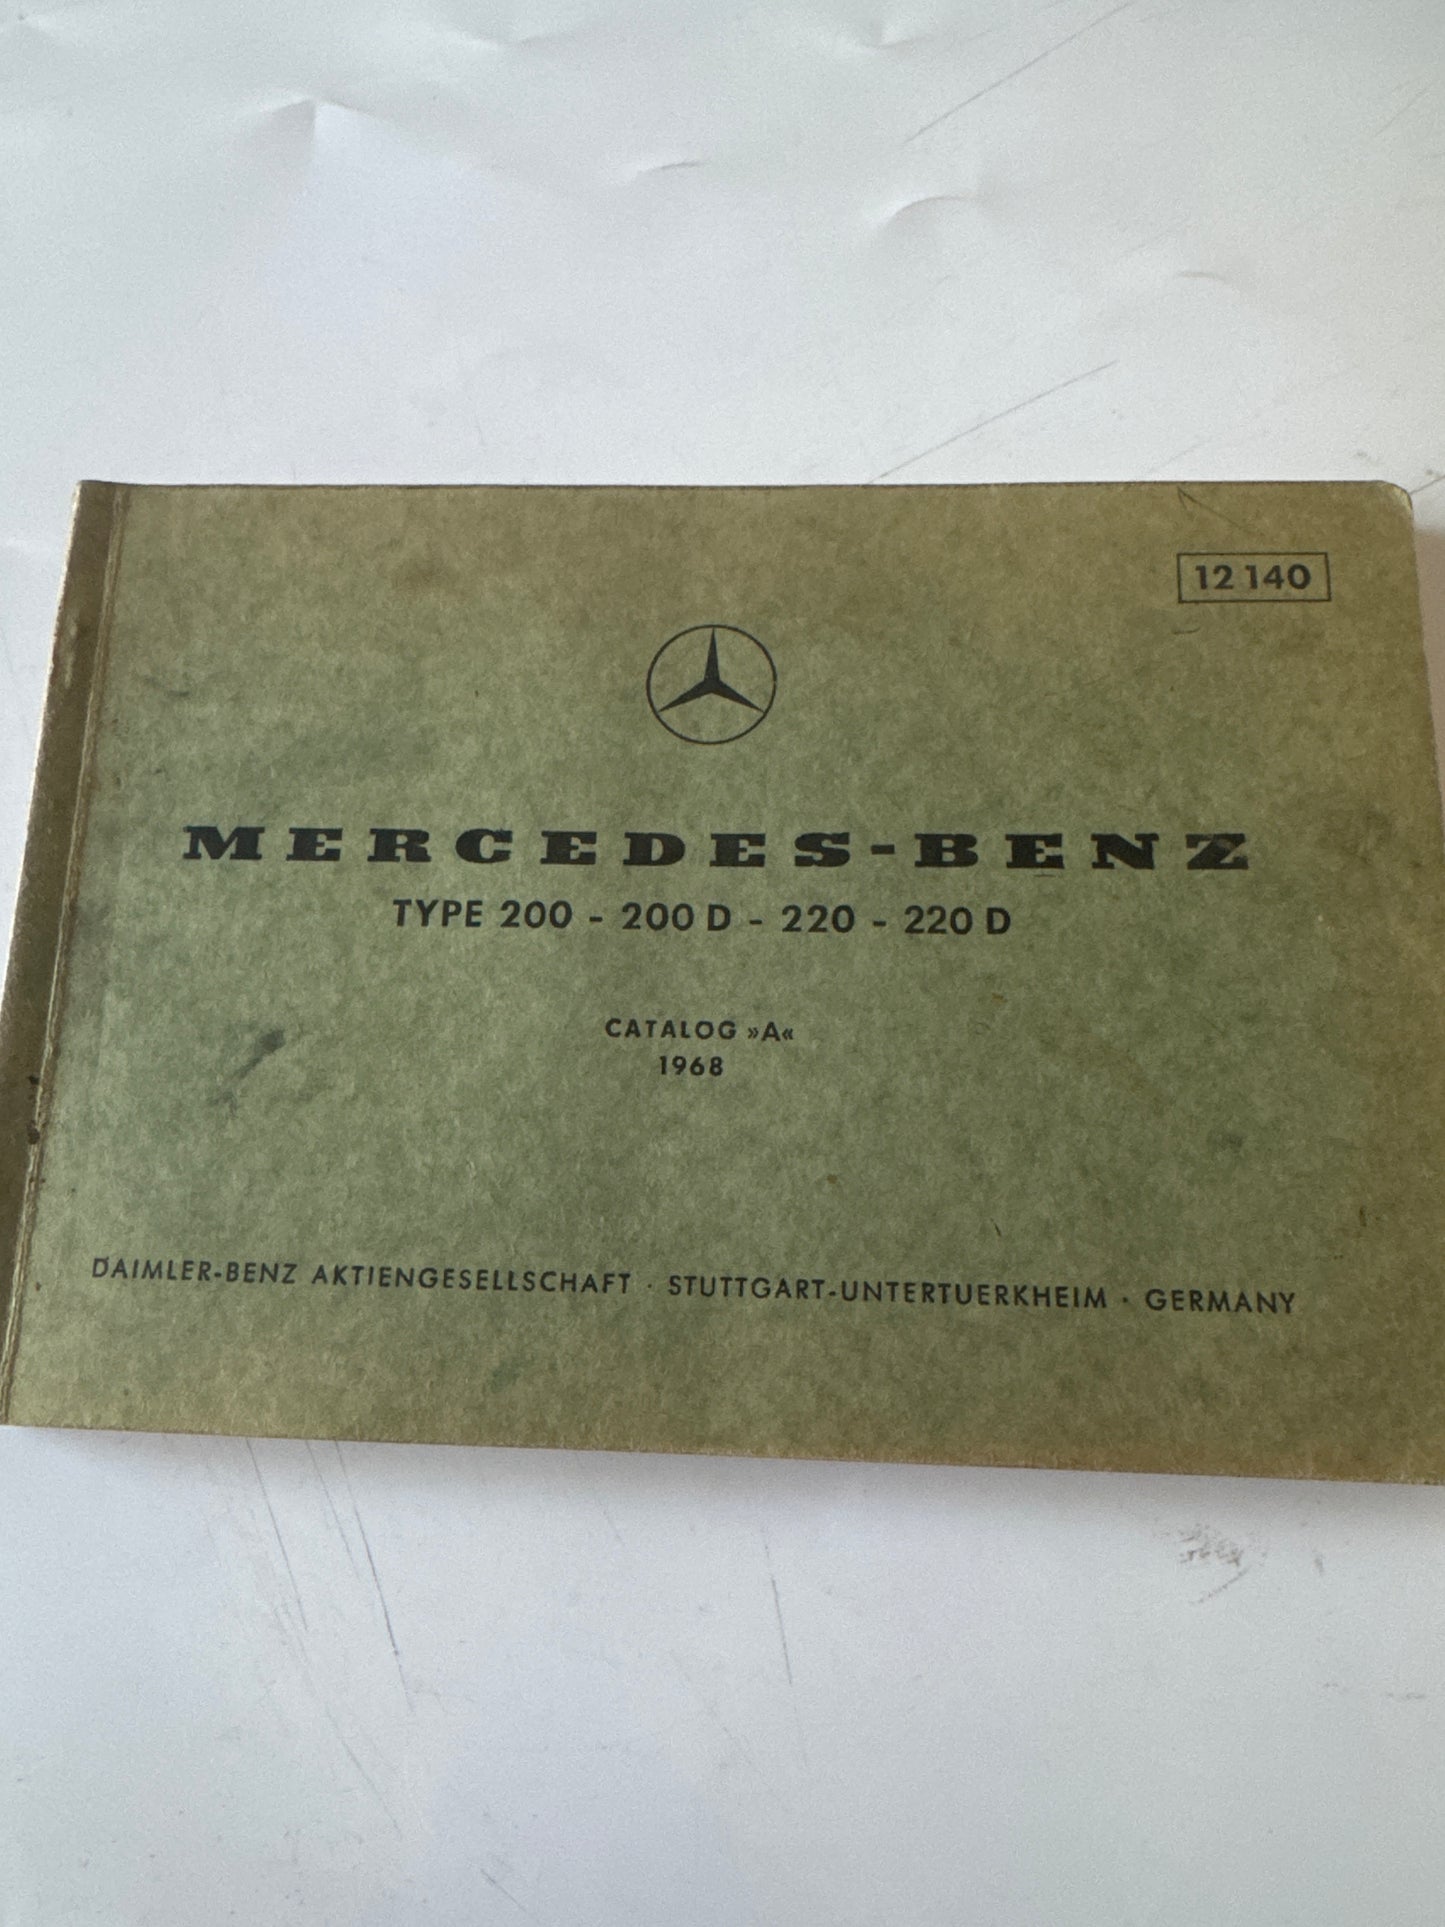 12 140
MERCEDES-BENZ
TYPE 200 - 200 D - 220 - 220 D
CATALOG »A«
1968
DAIMLER-BENZ AKTIENGESELLSCHAFT · STUTTGART-UNTERTUERKHEIM · GERMANY